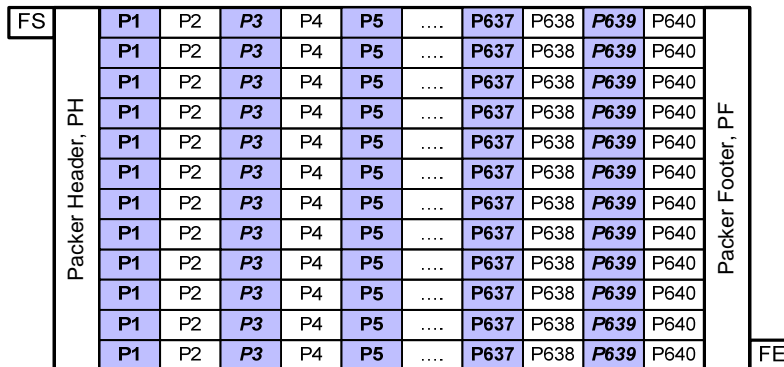 FS P1 P2 P3 P4 P5 .... P637 P638 P639 P640
P1 P2 P3 P4 P5 .... P637 P638 P639 P640
P1 P2 P3 P4 P5 .... P637 P638 P639 P640
P1 P2 P3 P4 P5 .... P637 P638 P639 P640
P1 P2 P3 P4 P5 .... P637 P638 P639 P640
P1 P2 P3 P4 P5 .... P637 P638 P639 P640
P1 P2 P3 P4 P5 .... P637 P638 P639 P640
P1 P2 P3 P4 P5 .... P637 P638 P639 P640
P1 P2 P3 P4 P5 .... P637 P638 P639 P640
P1 P2 P3 P4 P5 .... P637 P638 P639 P640
P1 P2 P3 P4 P5 .... P637 P638 P639 P640
P1 P2 P3 P4 P5 .... P637 P638 P639 P640 FE
Packer Header, PH
Packer Footer, PF